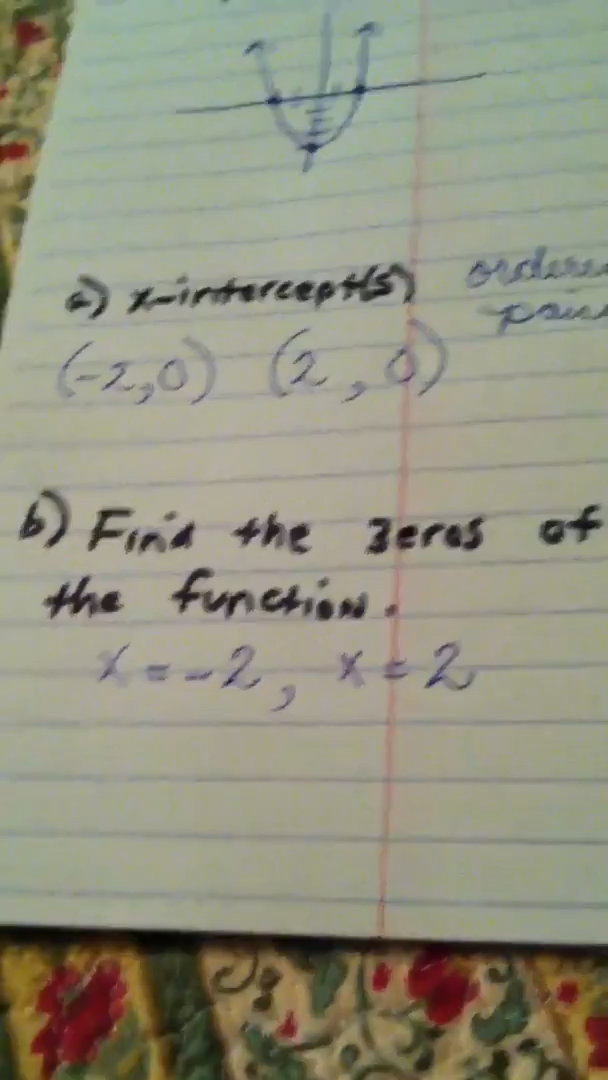 a) x-intercept(s)
(-2,0) (2,0)
b) Find the zeros of
the function.
x = -2, x = 2